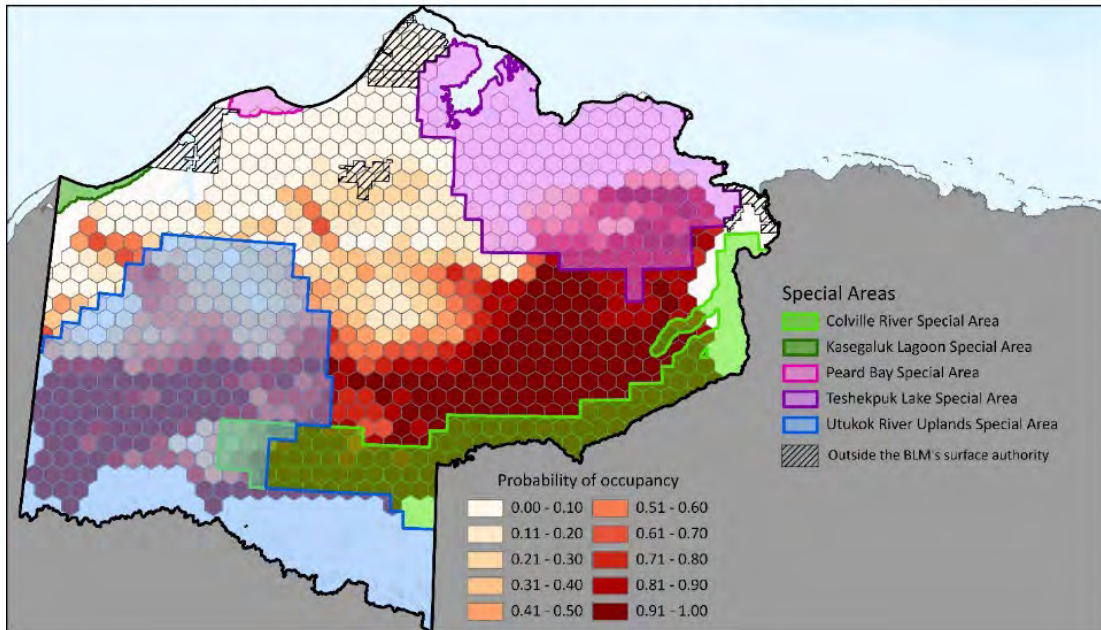 Special Areas
Colville River Special Area
Kasegaluk Lagoon Special Area
Peard Bay Special Area
Teshekpuk Lake Special Area
Utukok River Uplands Special Area
Outside the BLM's surface authority
Probability of occupancy
0.00 - 0.10
0.51 - 0.60
0.11 - 0.20
0.61 - 0.70
0.21 - 0.30
0.71 - 0.80
0.31 - 0.40
0.81 - 0.90
0.41 - 0.50
0.91 - 1.00